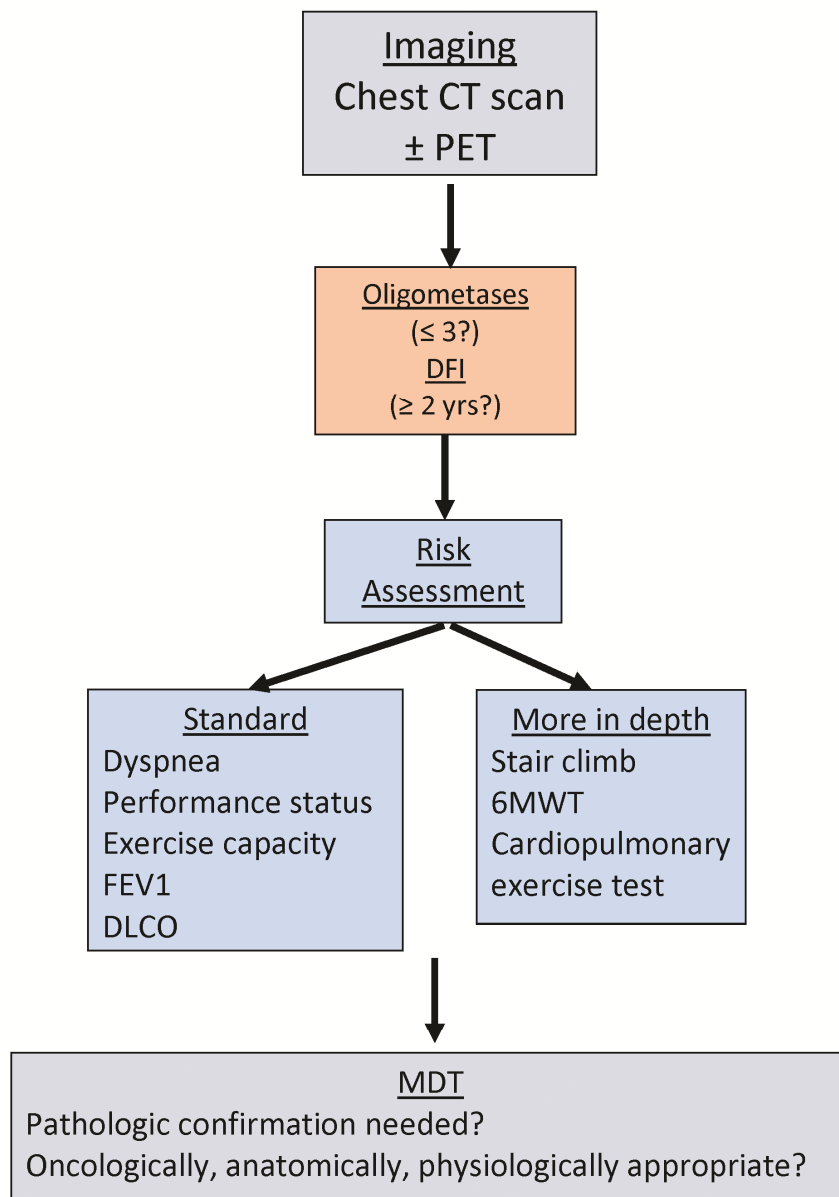 Imaging
Chest CT scan
± PET
Oligometases
(≤ 3?)
DFI
(≥ 2 yrs?)
Risk
Assessment
Standard
Dyspnea
Performance status
Exercise capacity
FEV1
DLCO
More in depth
Stair climb
6MWT
Cardiopulmonary
exercise test
MDT
Pathologic confirmation needed?
Oncologically, anatomically, physiologically appropriate?